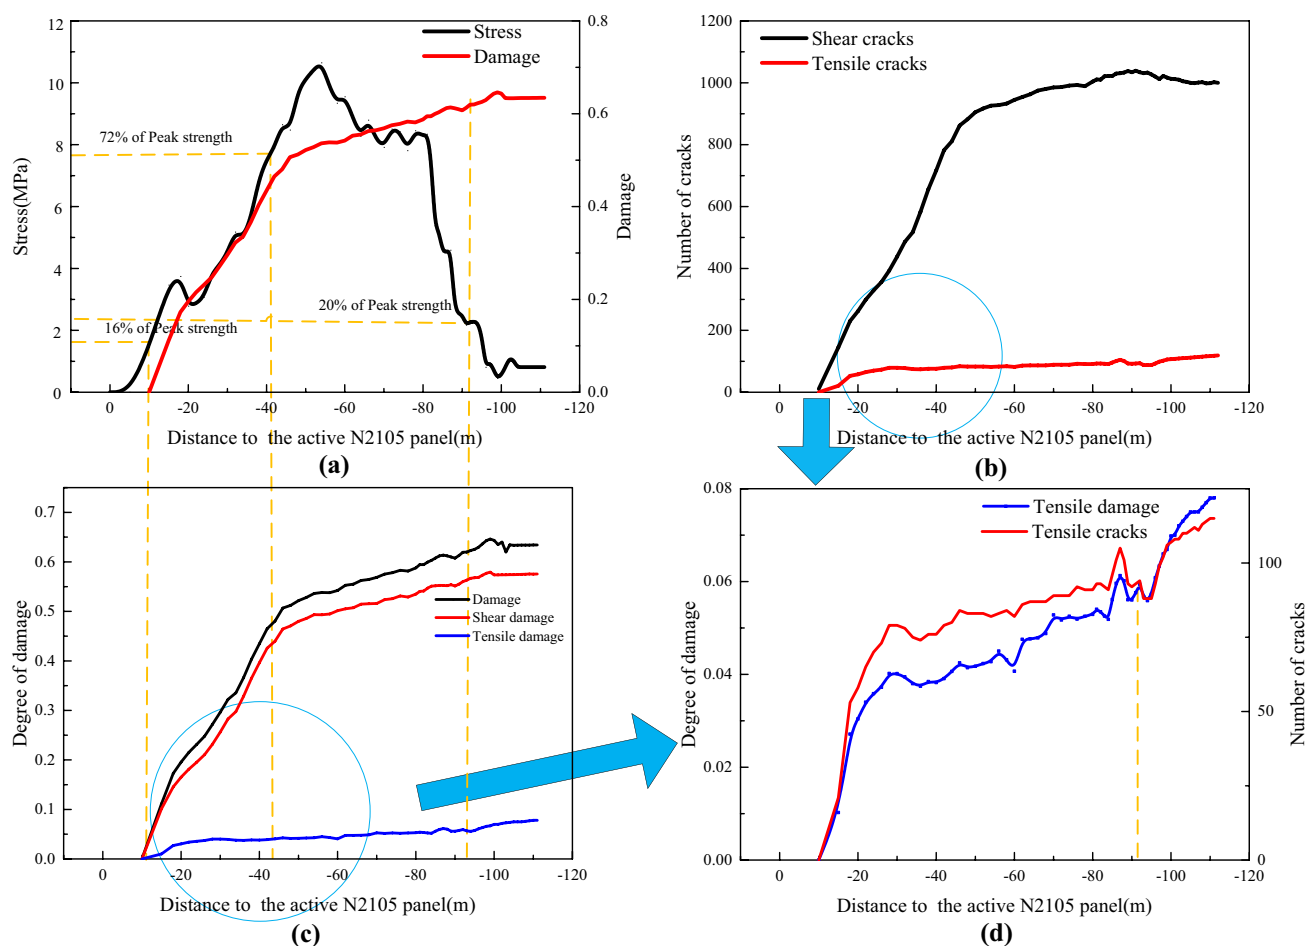 12
10
8
6
4
2
0
Stress(MPa)
Stress
Damage
72% of Peak strength
20% of Peak strength
16% of Peak strength
0.8
0.6
0.4
0.2
0.0
Damage
0 -20 -40 -60 -80 -100 -120
Distance to the active N2105 panel(m)
(a)
1200
1000
800
600
400
200
0
Number of cracks
Shear cracks
Tensile cracks
0 -20 -40 -60 -80 -100 -120
Distance to the active N2105 panel(m)
(b)
0.7
0.6
0.5
0.4
0.3
0.2
0.1
0.0
Degree of damage
Damage
Shear damage
Tensile damage
0 -20 -40 -60 -80 -100 -120
Distance to the active N2105 panel(m)
(c)
0.08
0.06
0.04
0.02
0.00
Degree of damage
Tensile damage
Tensile cracks
100
50
0
Number of cracks
0 -20 -40 -60 -80 -100 -120
Distance to the active N2105 panel(m)
(d)